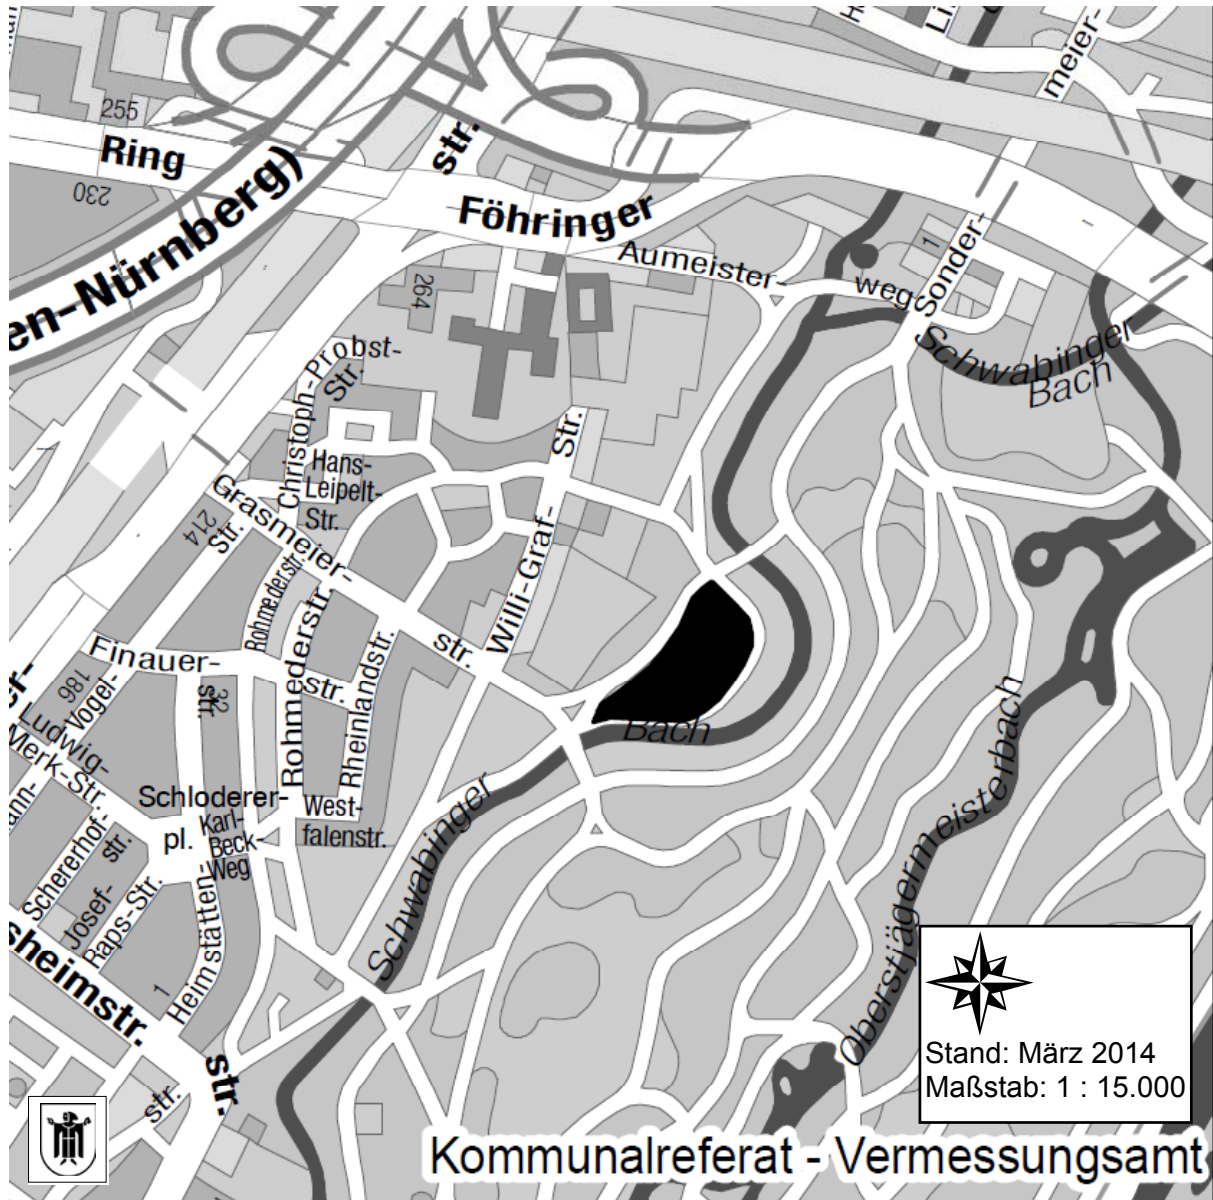 255
Ring
230
en-Nürnberg)
str.
Föhringer
Li
meier-
Aumeister-
weg
1
Sonder-
Schwabinger
Bach
264
Christoph-Probst-
Str.
Hans-
Leipelt-
Str.
Str.
Willi-Graf-
Grasmeier-
str.
214
Str.
Rohmederstr.
Rohmederstr.
Rheinlandstr.
Finauer-
str.
str.
186
Vogel-
Ludwig-
Merk-Str.
Schererhof-
str.
Josef-
Raps-Str.
Schloderer-
pl.
Karl-
Beck-
Weg
West-
falenstr.
Heimstätten-
1
sheimstr.
str.
str.
Schwabinger
Bach
Oberstjägermeisterbach
Stand: März 2014
Maßstab: 1 : 15.000
Kommunalreferat - Vermessungsamt